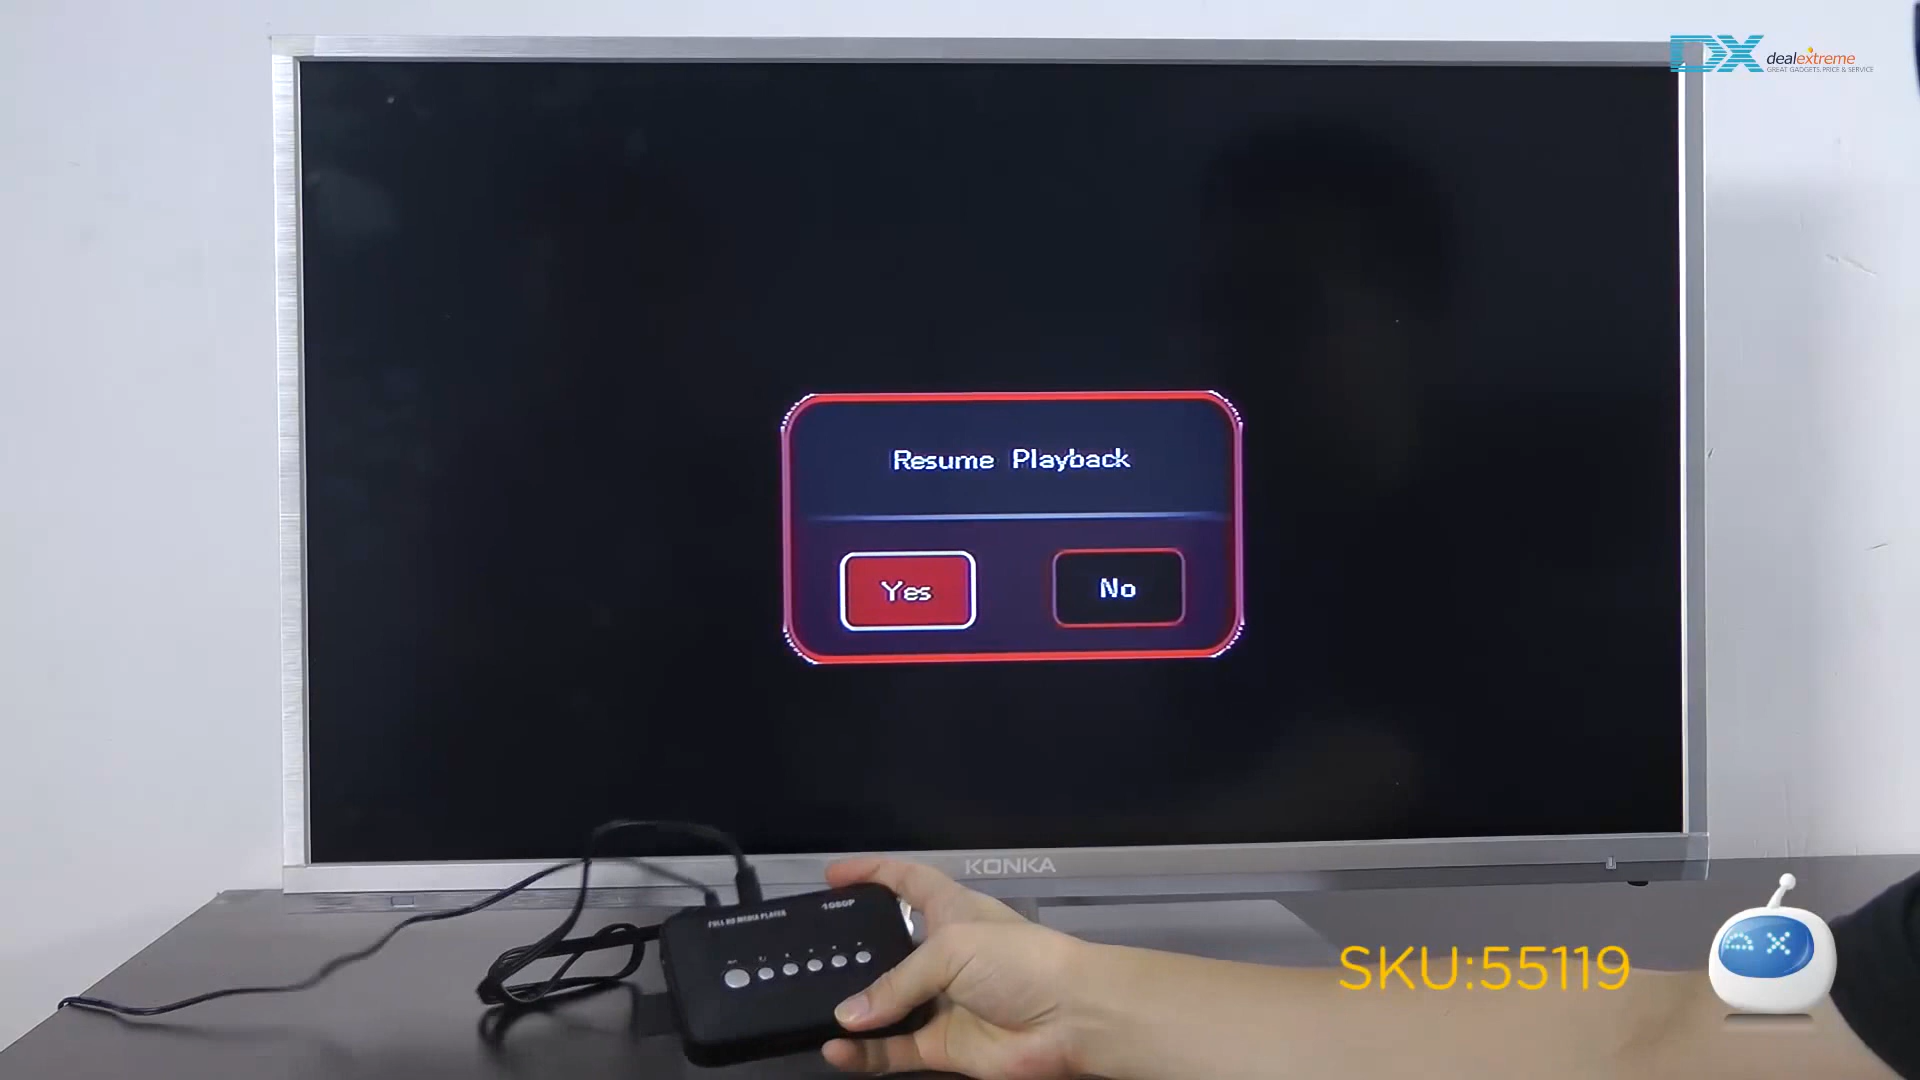 DX dealextreme
GREAT GADGETS, PRICE & SERVICE
Resume Playback
Yes
No
KONKA
FULL HD MEDIA PLAYER
1080P
SKU:55119